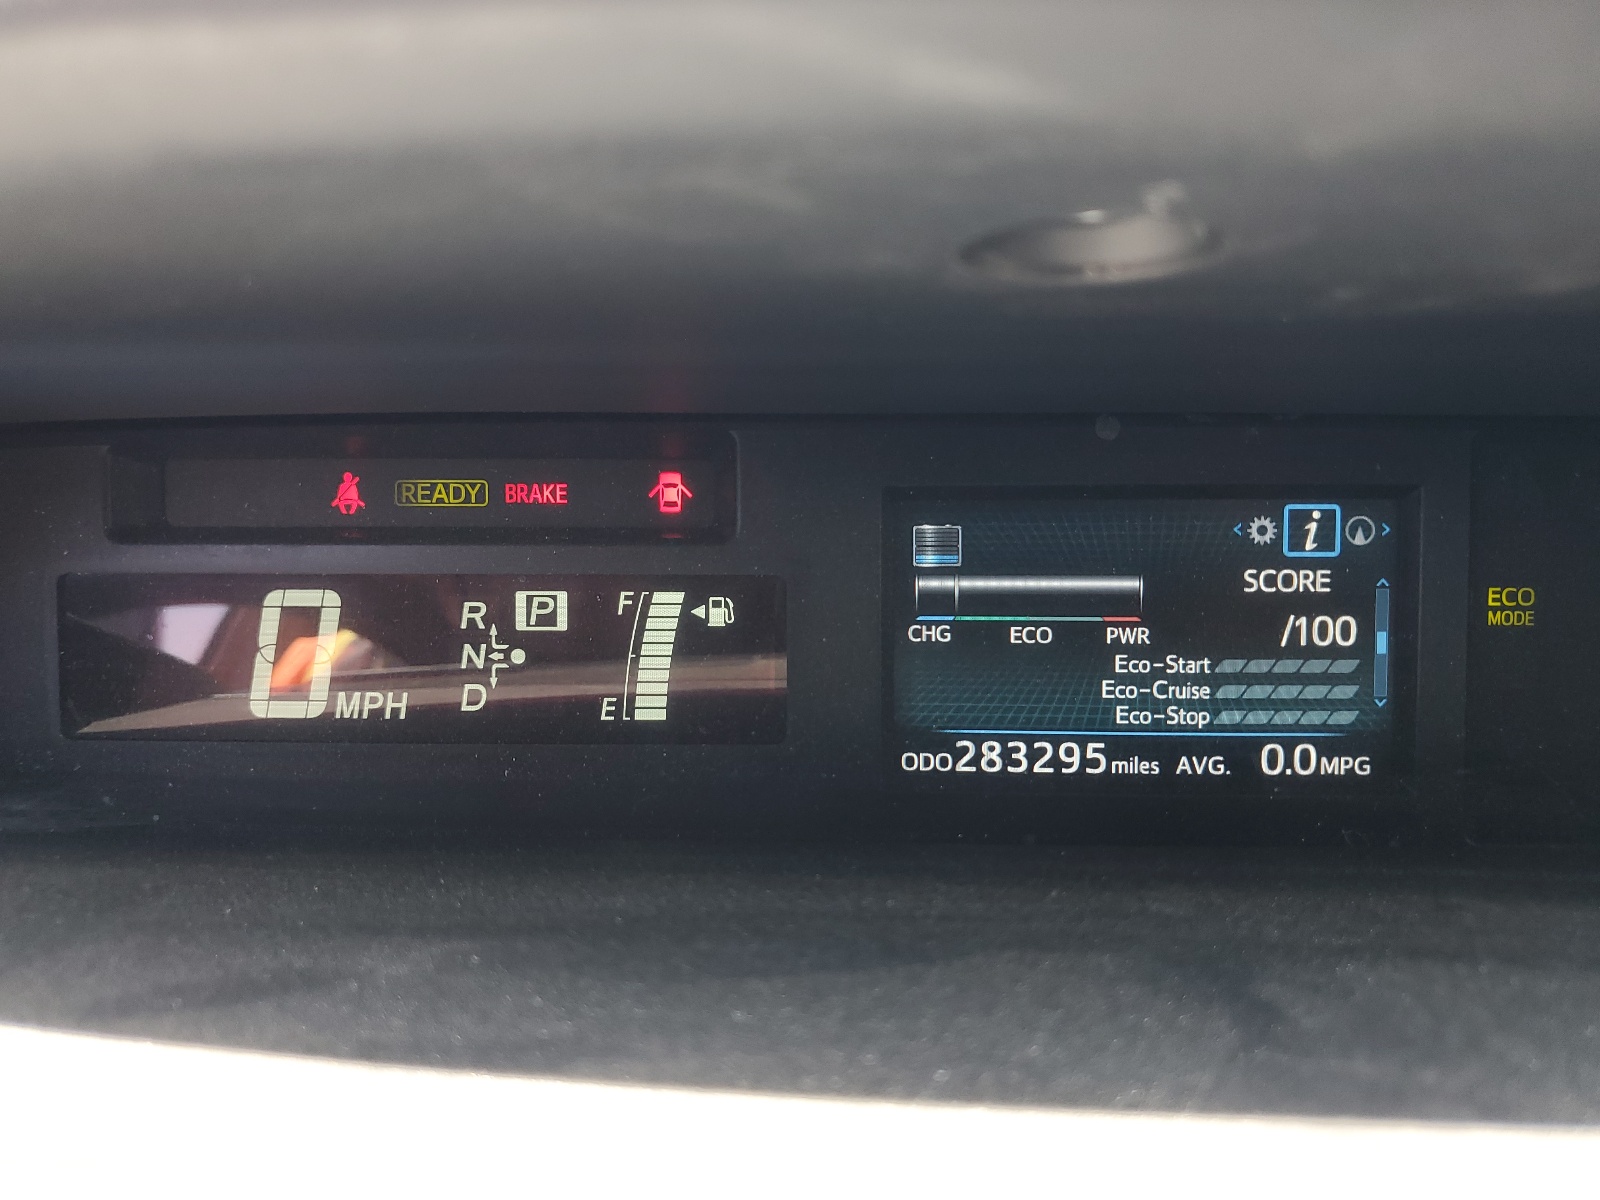 READY BRAKE
0 MPH
R P
N
D
F
E
i
SCORE
/100
CHG ECO PWR
Eco-Start
Eco-Cruise
Eco-Stop
ODO 283295 miles AVG. 0.0 MPG
ECO
MODE